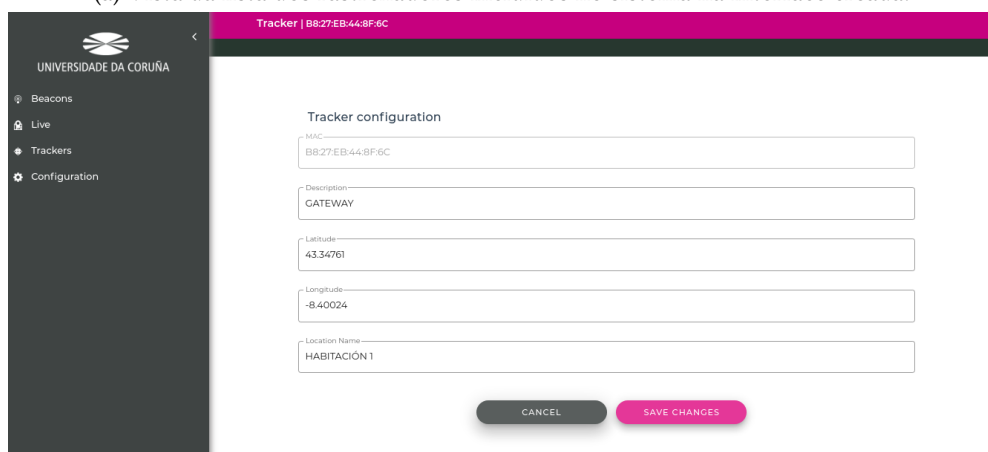 Tracker | B8:27:EB:44:8F:6C
UNIVERSIDADE DA CORUÑA
Beacons
Live
Trackers
Configuration
Tracker configuration
MAC
B8:27:EB:44:8F:6C
Description
GATEWAY
Latitude
43.34761
Longitude
-8.40024
Location Name
HABITACIÓN 1
CANCEL
SAVE CHANGES